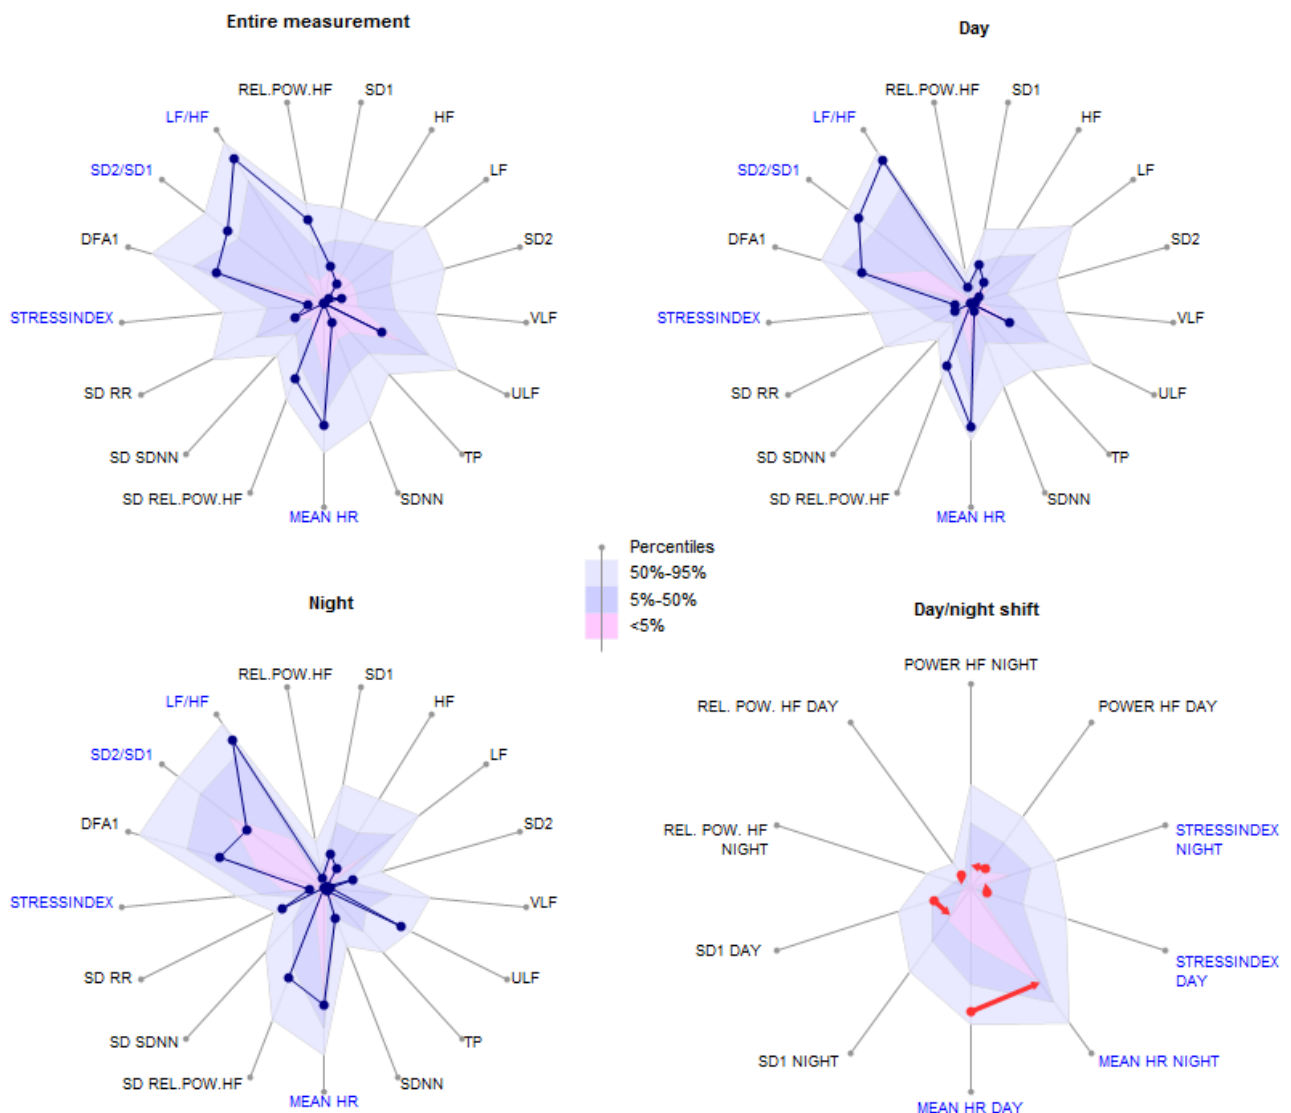 Entire measurement
REL.POW.HF
SD1
LF/HF
HF
SD2/SD1
LF
DFA1
SD2
STRESSINDEX
VLF
SD RR
ULF
SD SDNN
TP
SD REL.POW.HF
SDNN
MEAN HR
Day
REL.POW.HF
SD1
LF/HF
HF
SD2/SD1
LF
DFA1
SD2
STRESSINDEX
VLF
SD RR
ULF
SD SDNN
TP
SD REL.POW.HF
SDNN
MEAN HR
Percentiles
50%-95%
5%-50%
<5%
Night
REL.POW.HF
SD1
LF/HF
HF
SD2/SD1
LF
DFA1
SD2
STRESSINDEX
VLF
SD RR
ULF
SD SDNN
TP
SD REL.POW.HF
SDNN
MEAN HR
Day/night shift
POWER HF NIGHT
REL. POW. HF DAY
POWER HF DAY
REL. POW. HF
NIGHT
STRESSINDEX
NIGHT
SD1 DAY
STRESSINDEX
DAY
SD1 NIGHT
MEAN HR NIGHT
MEAN HR DAY